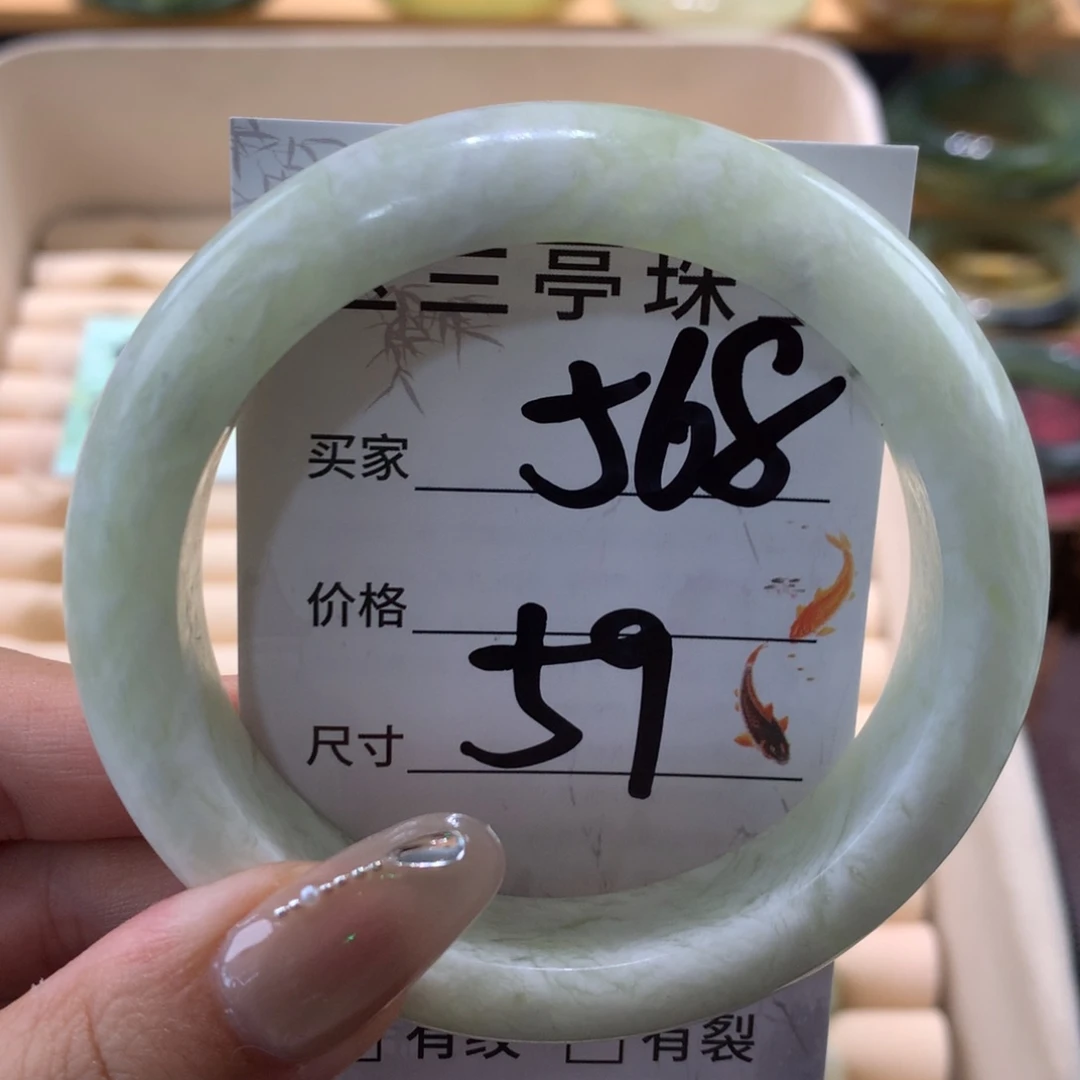 三亭珠
买家 568
价格
尺寸 59
有纹 有裂